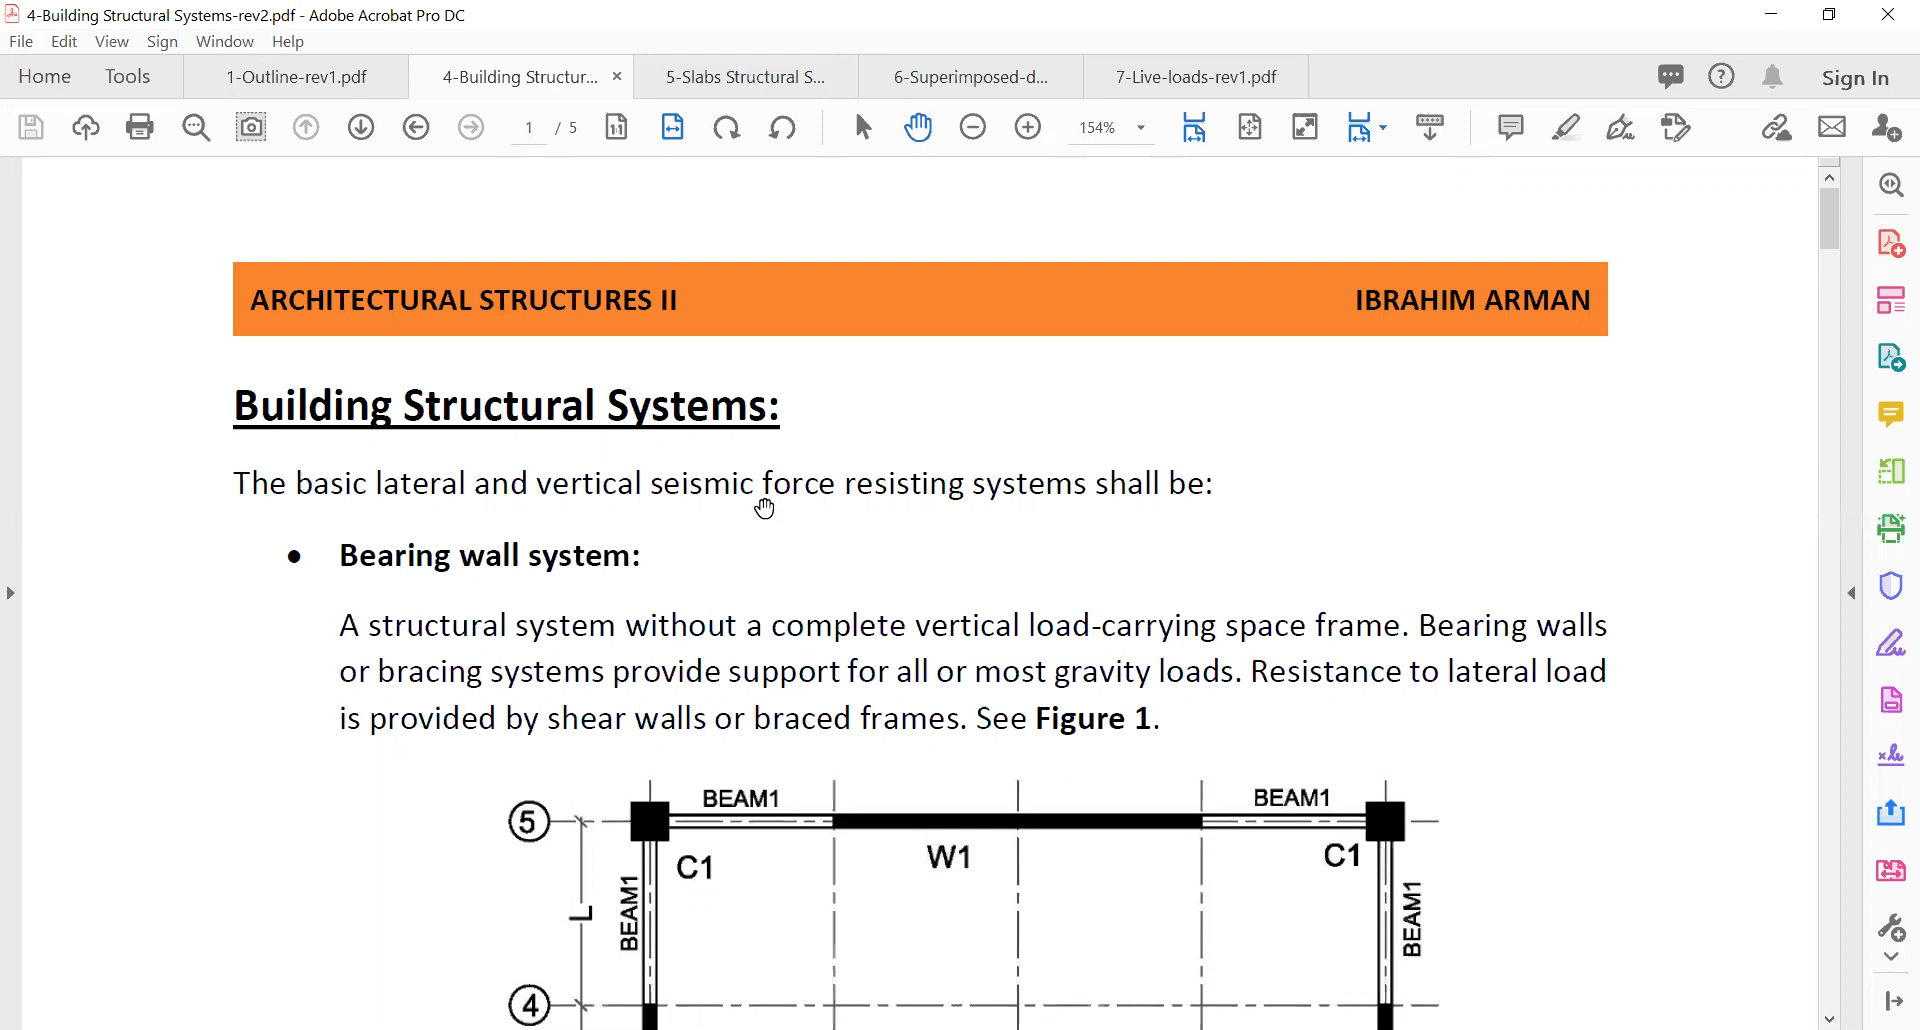 4-Building Structural Systems-rev2.pdf - Adobe Acrobat Pro DC
File Edit View Sign Window Help
Home Tools 1-Outline-rev1.pdf 4-Building Structur... × 5-Slabs Structural S... 6-Superimposed-d... 7-Live-loads-rev1.pdf Sign In
1 / 5 154%
ARCHITECTURAL STRUCTURES II IBRAHIM ARMAN
Building Structural Systems:
The basic lateral and vertical seismic force resisting systems shall be:
• Bearing wall system:
A structural system without a complete vertical load-carrying space frame. Bearing walls
or bracing systems provide support for all or most gravity loads. Resistance to lateral load
is provided by shear walls or braced frames. See Figure 1.
BEAM1 BEAM1
5
C1 W1 C1
L BEAM1 BEAM1
4